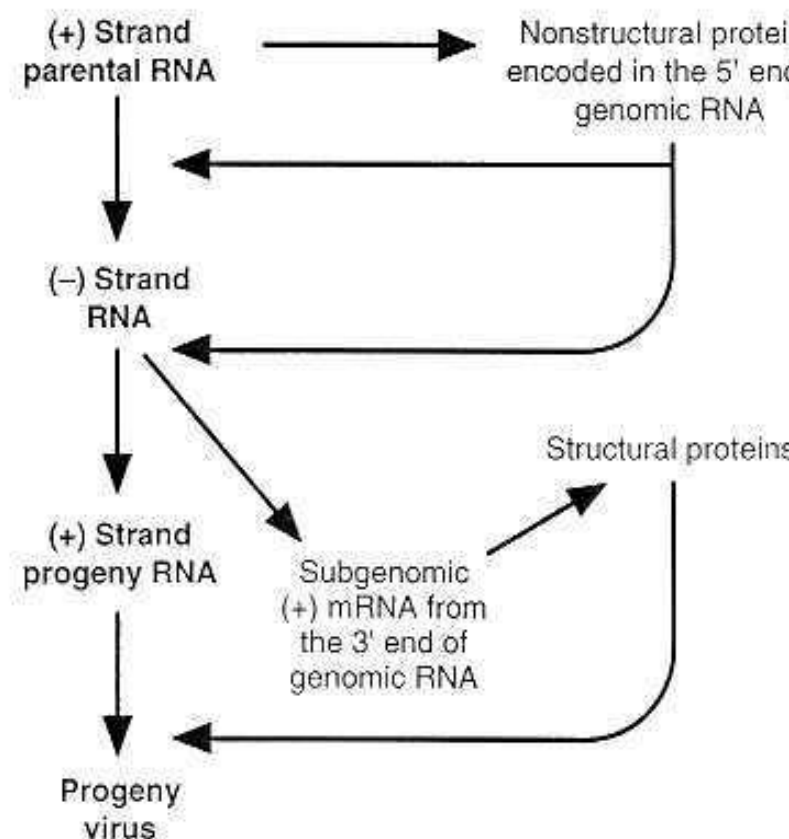 (+) Strand
parental RNA
Nonstructural protei
encoded in the 5' en
genomic RNA
(–) Strand
RNA
Structural proteins
(+) Strand
progeny RNA
Subgenomic
(+) mRNA from
the 3' end of
genomic RNA
Progeny
virus